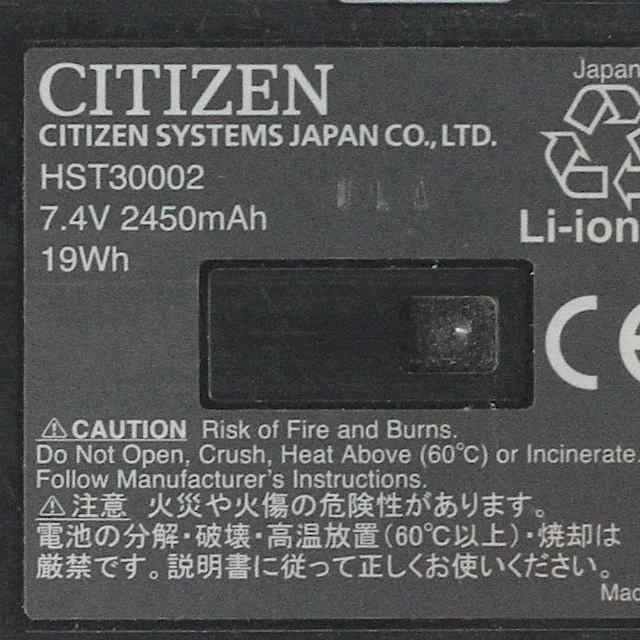 CITIZEN
CITIZEN SYSTEMS JAPAN CO., LTD.
HST30002
7.4V 2450mAh
19Wh
Japan
Li-ion
CE
⚠CAUTION Risk of Fire and Burns.
Do Not Open, Crush, Heat Above (60℃) or Incinerate.
Follow Manufacturer's Instructions.
⚠注意 火災や火傷の危険性があります。
電池の分解・破壊・高温放置(60℃以上)・焼却は
厳禁です。説明書に従って正しくお使いください。
Mad